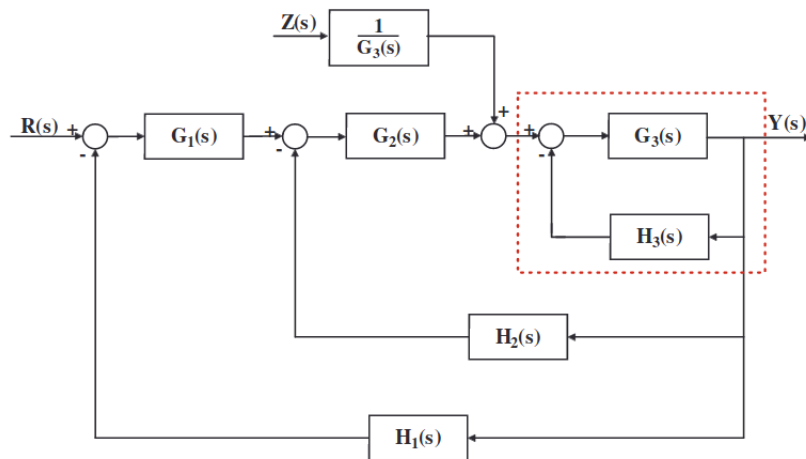 Z(s)
1
G3(s)
R(s) + - G1(s) + - G2(s) + + + - G3(s) Y(s)
H3(s)
H2(s)
H1(s)